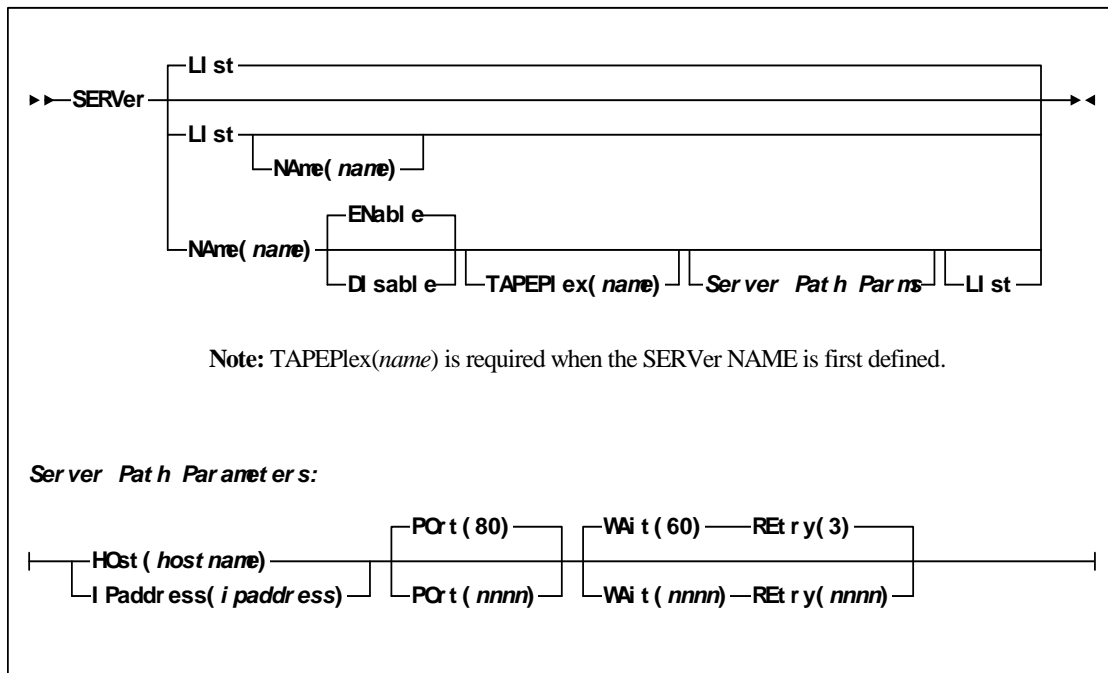 LIst
SERVer
LIst
NAme(name)
ENable
NAme(name)
DIsable TAPEPlex(name) Server Path Parms LIst
Note: TAPEPlex(name) is required when the SERVer NAME is first defined.
Server Path Parameters:
POrt(80) WAit(60) REtry(3)
HOst(hostname)
IPaddress(ipaddress) POrt(nnnn) WAit(nnnn) REtry(nnnn)